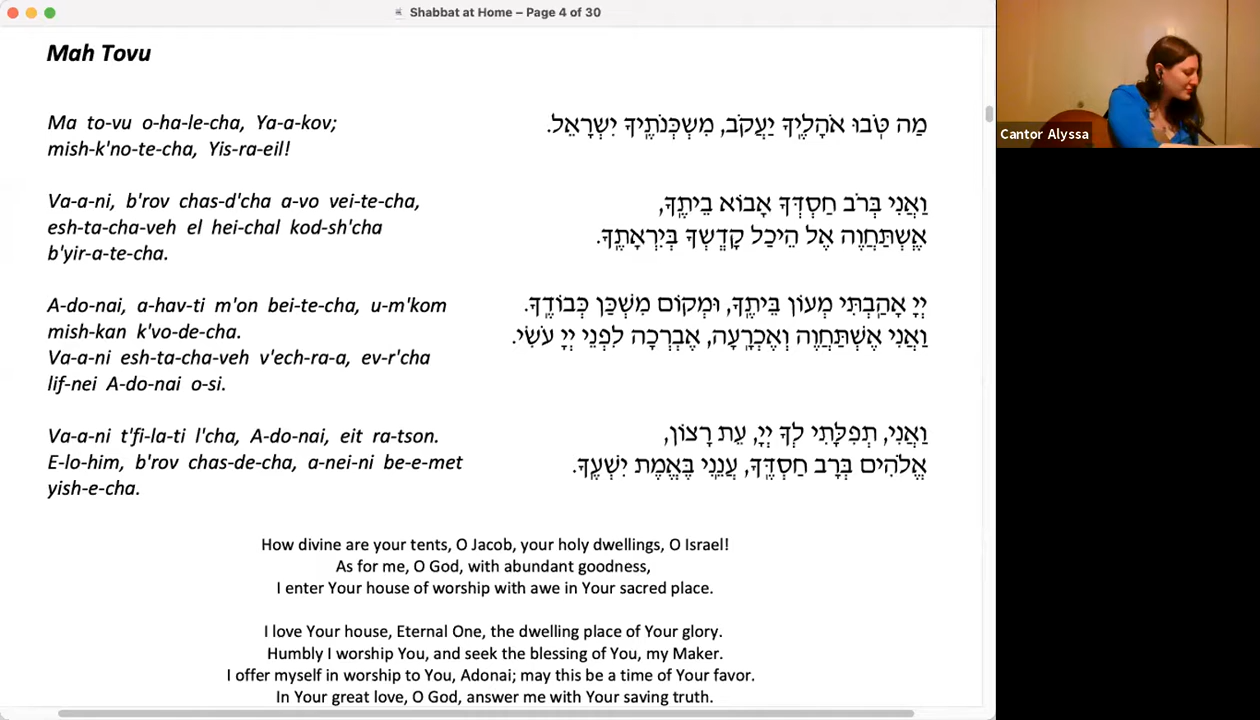 Shabbat at Home – Page 4 of 30
Mah Tovu
Ma to-vu o-ha-le-cha, Ya-a-kov;
mish-k'no-te-cha, Yis-ra-eil!
מַה טֹּבוּ אֹהָלֶיךָ יַעֲקֹב, מִשְׁכְּנֹתֶיךָ יִשְׂרָאֵל.
Va-a-ni, b'rov chas-d'cha a-vo vei-te-cha,
esh-ta-cha-veh el hei-chal kod-sh'cha
b'yir-a-te-cha.
וַאֲנִי בְּרֹב חַסְדְּךָ אָבוֹא בֵיתֶךָ,
אֶשְׁתַּחֲוֶה אֶל הֵיכַל קָדְשְׁךָ בְּיִרְאָתֶךָ.
A-do-nai, a-hav-ti m'on bei-te-cha, u-m'kom
mish-kan k'vo-de-cha.
Va-a-ni esh-ta-cha-veh v'ech-ra-a, ev-r'cha
lif-nei A-do-nai o-si.
יְיָ אָהַבְתִּי מְעוֹן בֵּיתֶךָ, וּמְקוֹם מִשְׁכַּן כְּבוֹדֶךָ.
וַאֲנִי אֶשְׁתַּחֲוֶה וְאֶכְרָעָה, אֶבְרְכָה לִפְנֵי יְיָ עֹשִׂי.
Va-a-ni t'fi-la-ti l'cha, A-do-nai, eit ra-tson.
E-lo-him, b'rov chas-de-cha, a-nei-ni be-e-met
yish-e-cha.
וַאֲנִי, תְפִלָּתִי לְךָ יְיָ, עֵת רָצוֹן,
אֱלֹהִים בְּרָב חַסְדֶּךָ, עֲנֵנִי בֶּאֱמֶת יִשְׁעֶךָ.
How divine are your tents, O Jacob, your holy dwellings, O Israel!
As for me, O God, with abundant goodness,
I enter Your house of worship with awe in Your sacred place.
I love Your house, Eternal One, the dwelling place of Your glory.
Humbly I worship You, and seek the blessing of You, my Maker.
I offer myself in worship to You, Adonai; may this be a time of Your favor.
In Your great love, O God, answer me with Your saving truth.
Cantor Alyssa